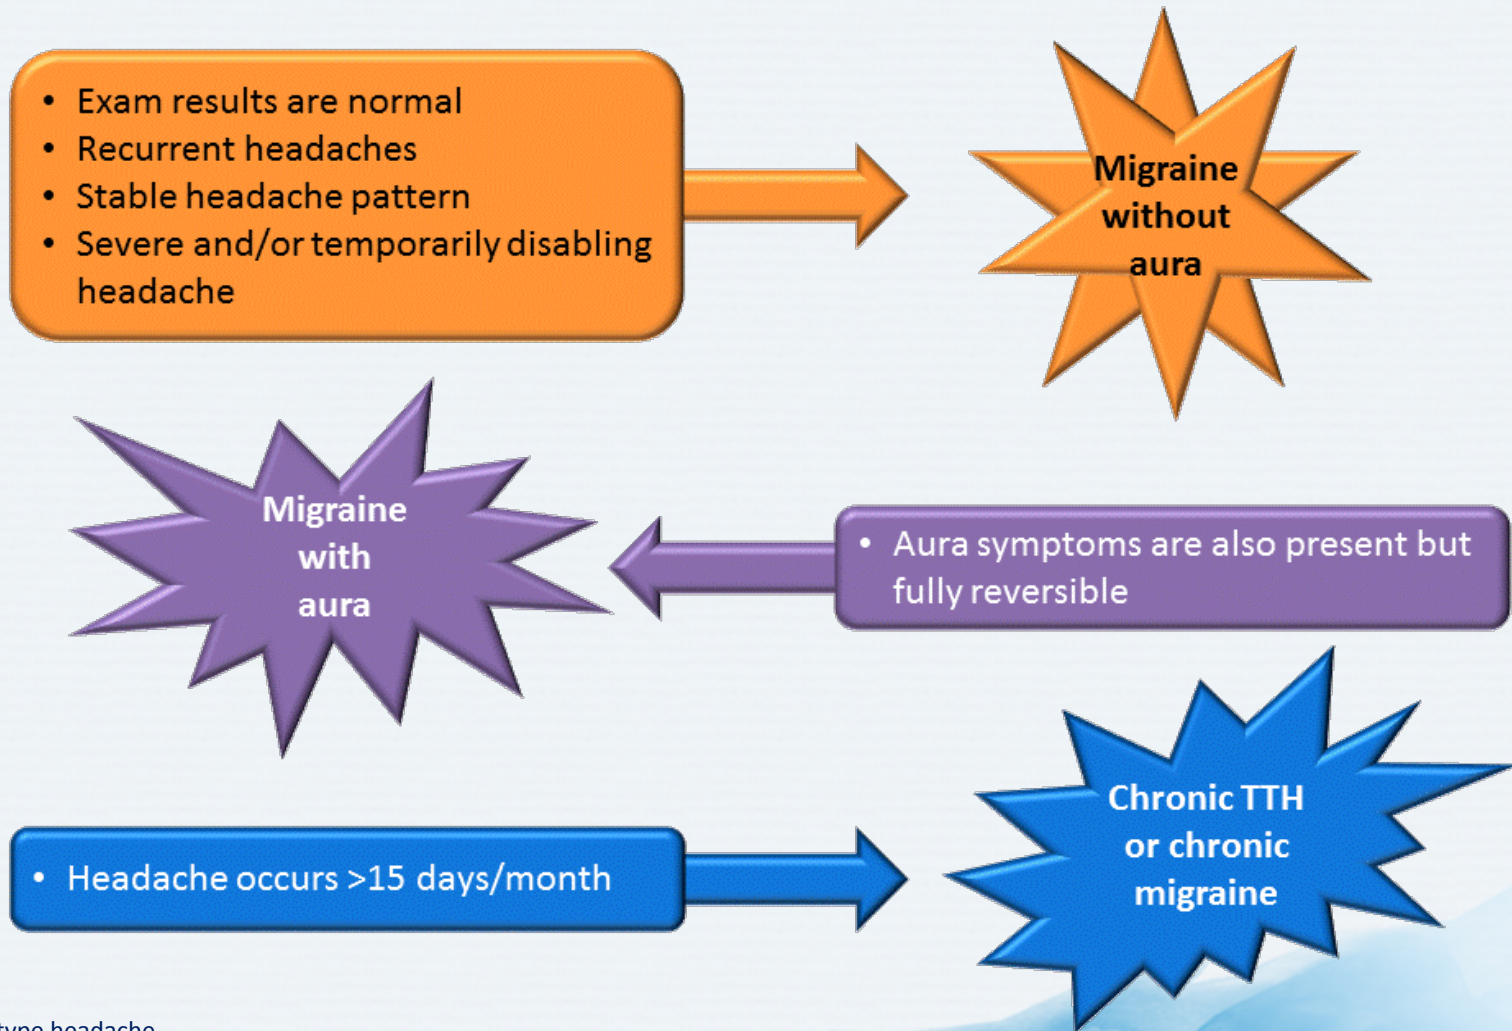 • Exam results are normal
• Recurrent headaches
• Stable headache pattern
• Severe and/or temporarily disabling
headache
Migraine
without
aura
Migraine
with
aura
• Aura symptoms are also present but
fully reversible
• Headache occurs >15 days/month
Chronic TTH
or chronic
migraine
type headache